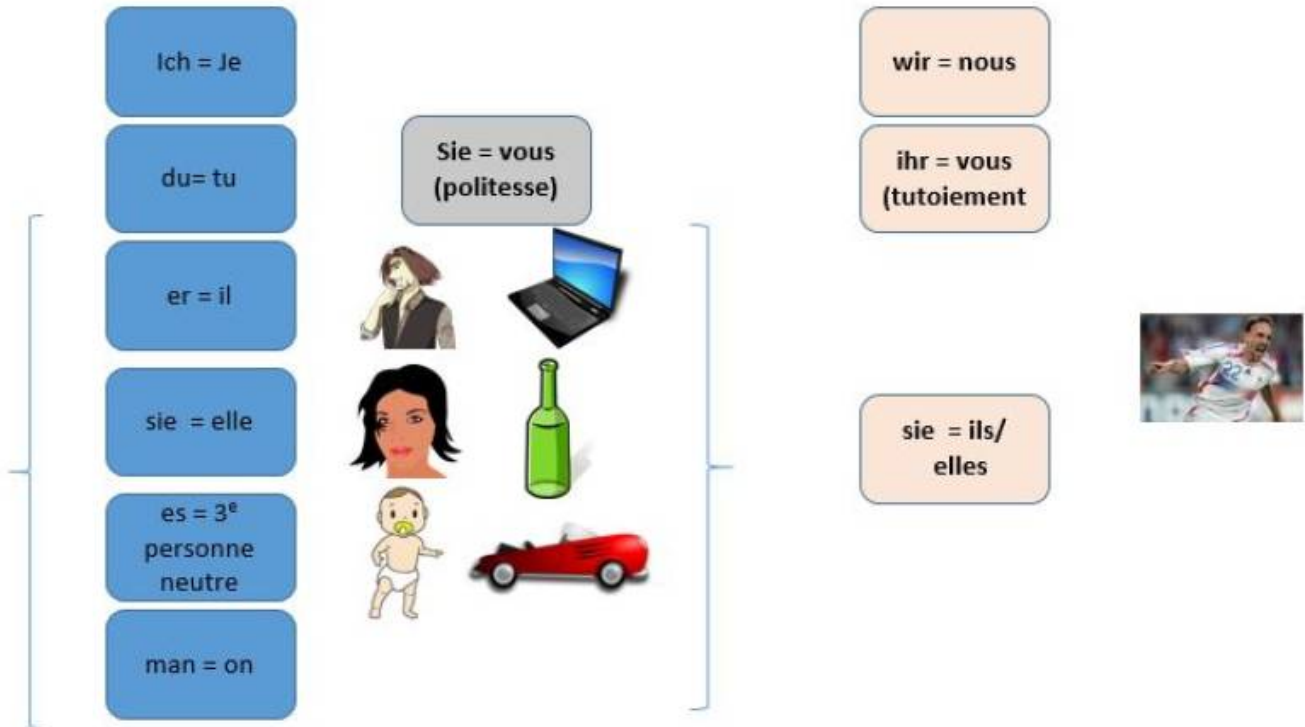 Ich = Je
du= tu
er = il
sie = elle
es = 3e
personne
neutre
man = on
Sie = vous
(politesse)
wir = nous
ihr = vous
(tutoiement
sie = ils/
elles
22